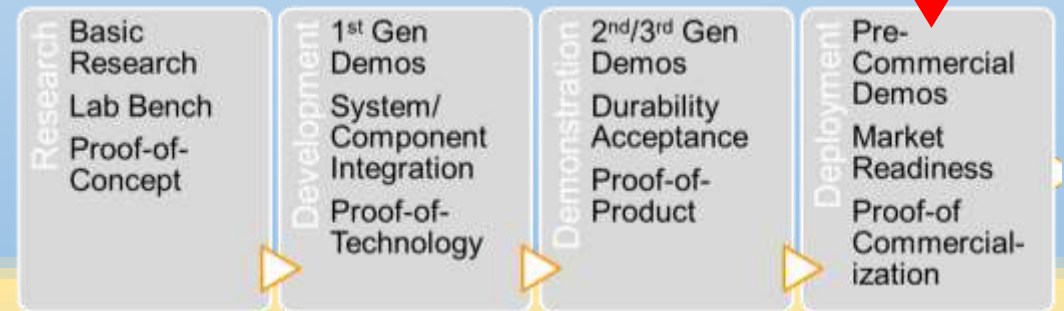 Research
Basic
Research
Lab Bench
Proof-of-
Concept
Development
1st Gen
Demos
System/
Component
Integration
Proof-of-
Technology
Demonstration
2nd/3rd Gen
Demos
Durability
Acceptance
Proof-of-
Product
Deployment
Pre-
Commercial
Demos
Market
Readiness
Proof-of
Commercial-
ization